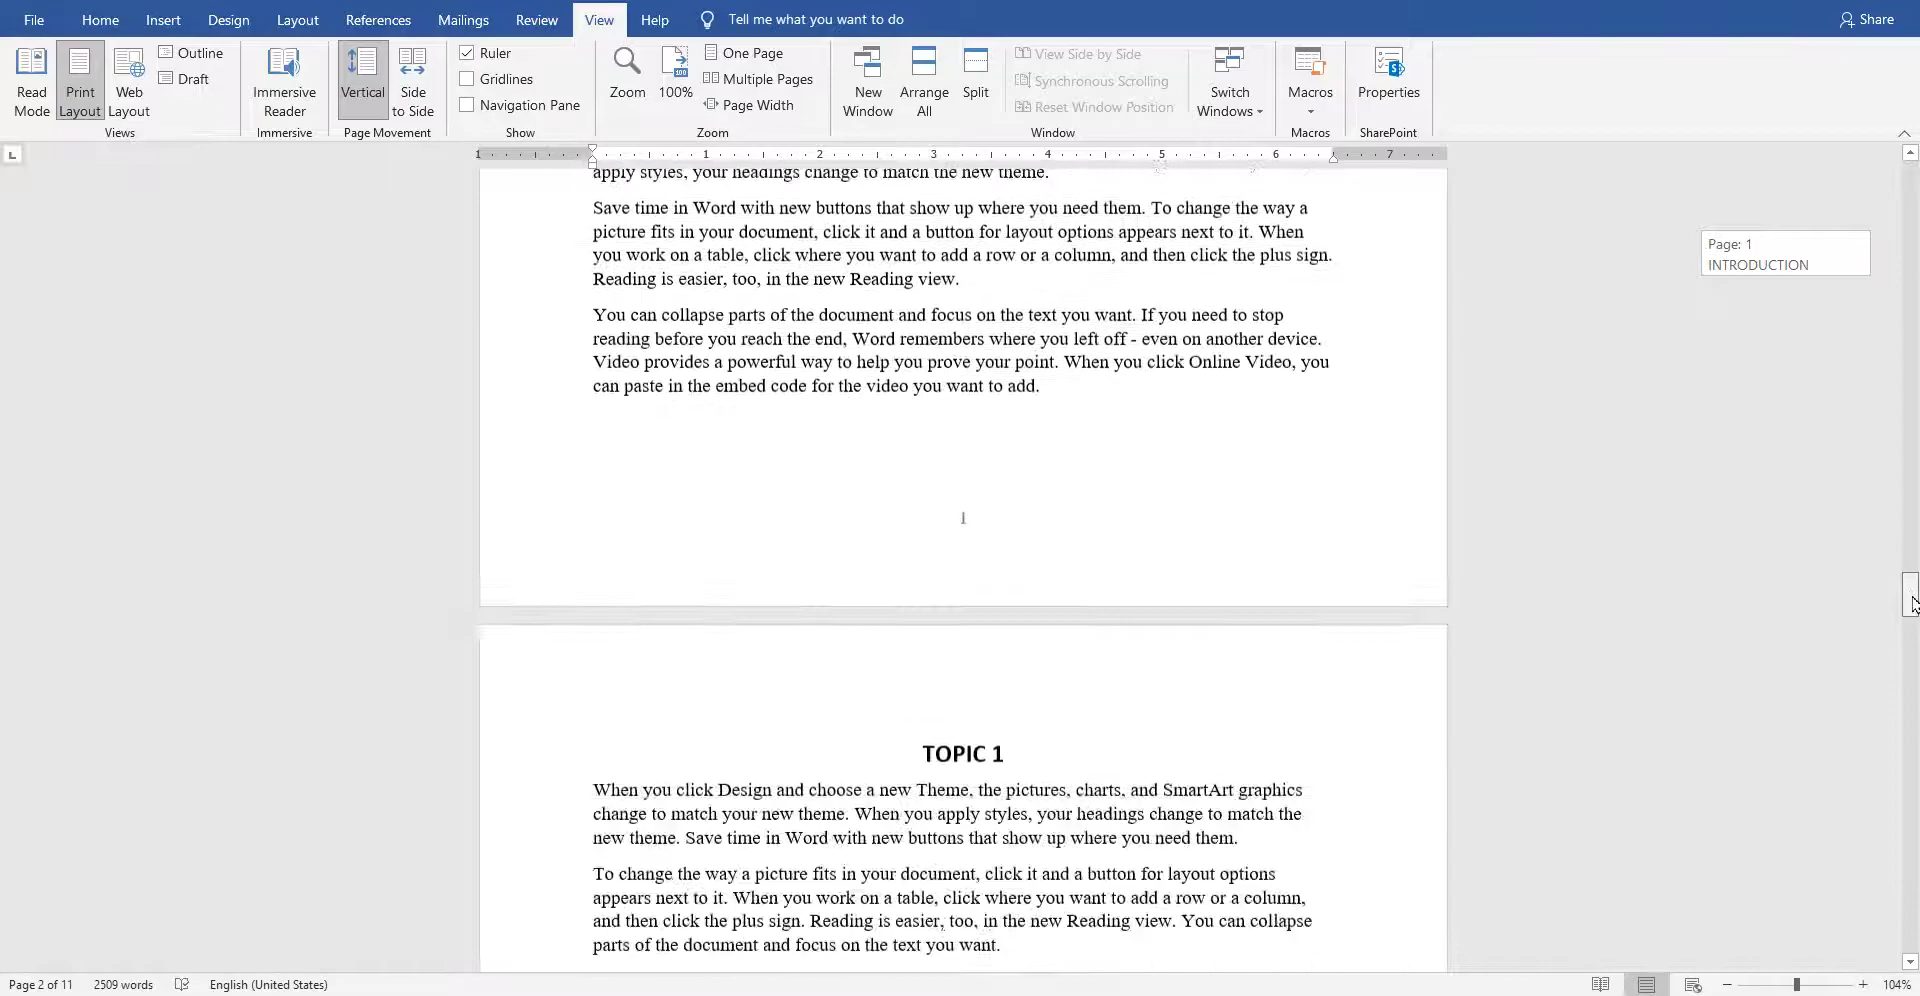 File Home Insert Design Layout References Mailings Review View Help Tell me what you want to do Share
Read Mode
Print Layout
Web Layout
Outline
Draft
Views
Immersive Reader
Immersive
Vertical
Side to Side
Page Movement
Ruler
Gridlines
Navigation Pane
Show
Zoom
100
100%
One Page
Multiple Pages
Page Width
Zoom
New Window
Arrange All
Split
View Side by Side
Synchronous Scrolling
Reset Window Position
Window
Switch Windows
Macros
Macros
Properties
SharePoint
1 1 2 3 4 5 6 7
apply styles, your headings change to match the new theme.
Save time in Word with new buttons that show up where you need them. To change the way a
picture fits in your document, click it and a button for layout options appears next to it. When
you work on a table, click where you want to add a row or a column, and then click the plus sign.
Reading is easier, too, in the new Reading view.
You can collapse parts of the document and focus on the text you want. If you need to stop
reading before you reach the end, Word remembers where you left off - even on another device.
Video provides a powerful way to help you prove your point. When you click Online Video, you
can paste in the embed code for the video you want to add.
Page: 1
INTRODUCTION
TOPIC 1
When you click Design and choose a new Theme, the pictures, charts, and SmartArt graphics
change to match your new theme. When you apply styles, your headings change to match the
new theme. Save time in Word with new buttons that show up where you need them.
To change the way a picture fits in your document, click it and a button for layout options
appears next to it. When you work on a table, click where you want to add a row or a column,
and then click the plus sign. Reading is easier, too, in the new Reading view. You can collapse
parts of the document and focus on the text you want.
Page 2 of 11 2509 words English (United States) 104%